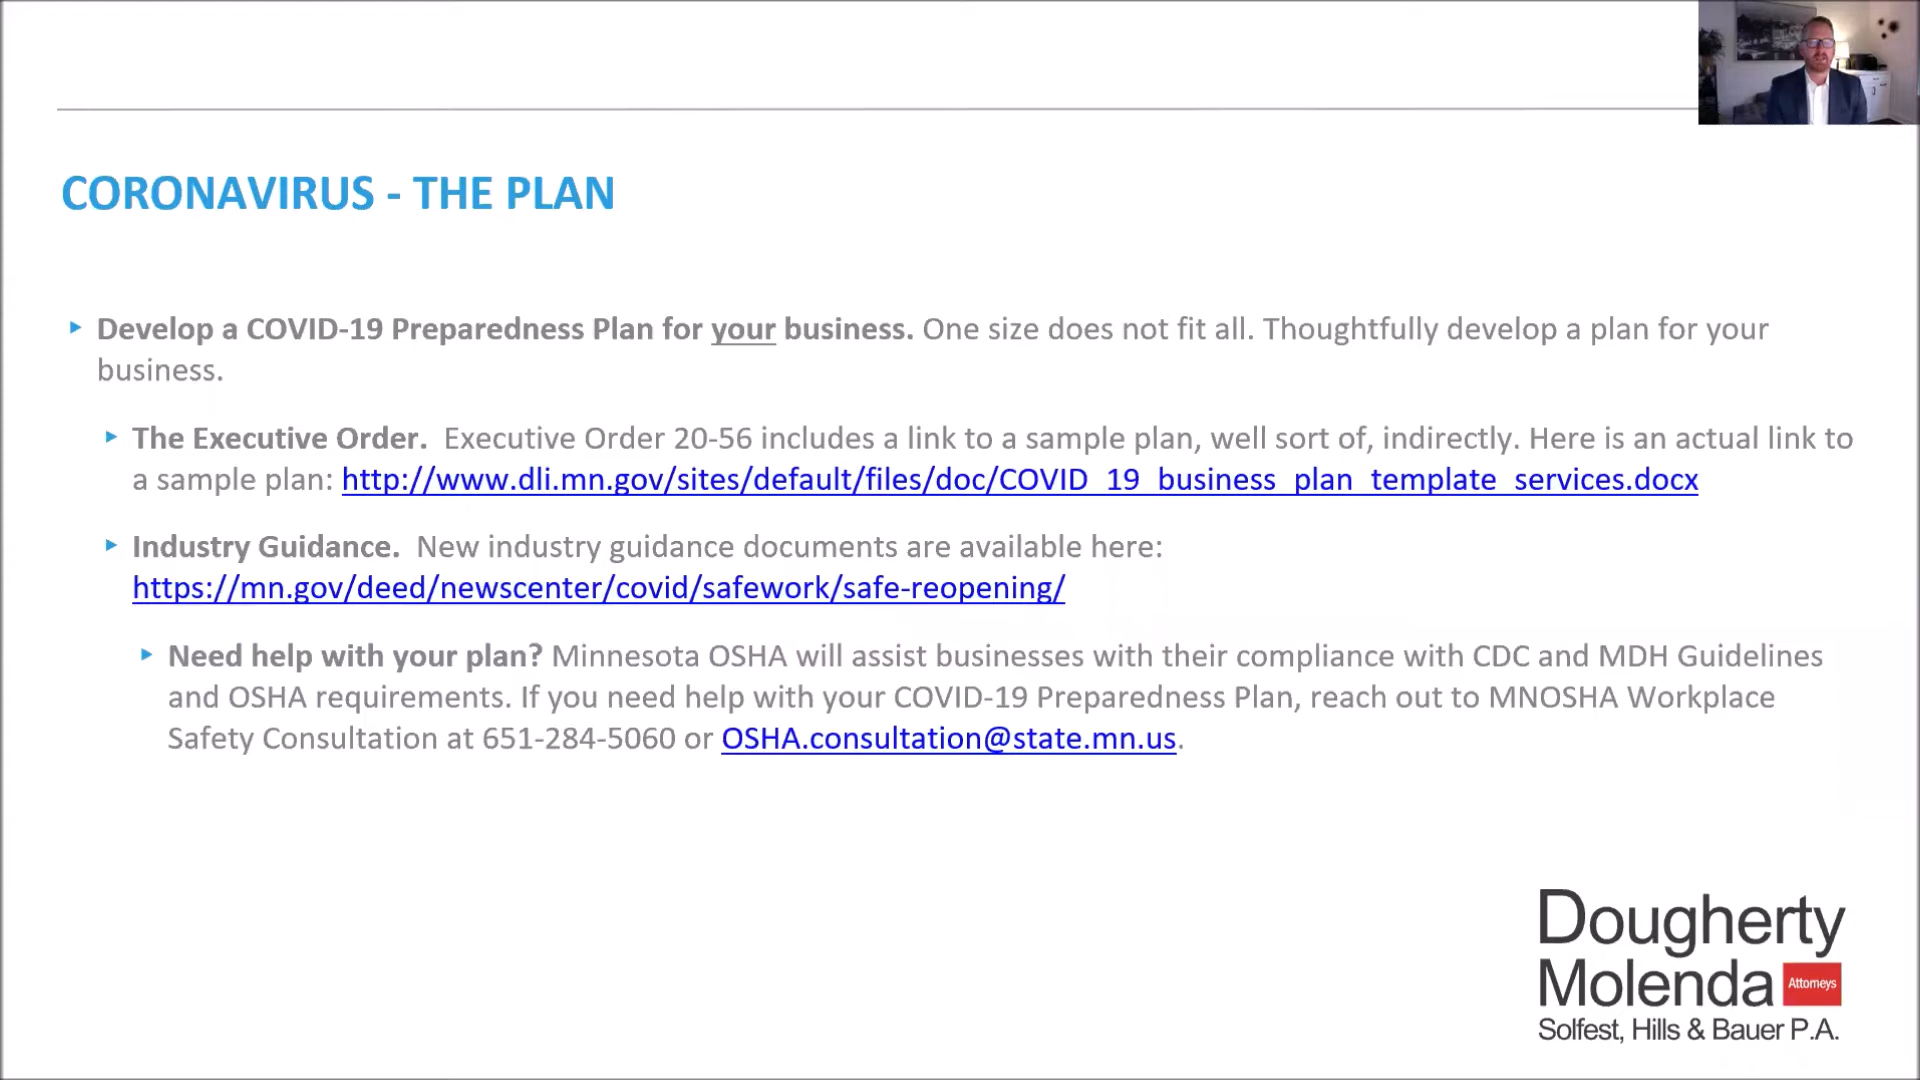 CORONAVIRUS - THE PLAN
Develop a COVID-19 Preparedness Plan for your business. One size does not fit all. Thoughtfully develop a plan for your
business.
The Executive Order. Executive Order 20-56 includes a link to a sample plan, well sort of, indirectly. Here is an actual link to
a sample plan: http://www.dli.mn.gov/sites/default/files/doc/COVID_19_business_plan_template_services.docx
Industry Guidance. New industry guidance documents are available here:
https://mn.gov/deed/newscenter/covid/safework/safe-reopening/
Need help with your plan? Minnesota OSHA will assist businesses with their compliance with CDC and MDH Guidelines
and OSHA requirements. If you need help with your COVID-19 Preparedness Plan, reach out to MNOSHA Workplace
Safety Consultation at 651-284-5060 or OSHA.consultation@state.mn.us.
Dougherty
Molenda Attorneys
Solfest, Hills & Bauer P.A.